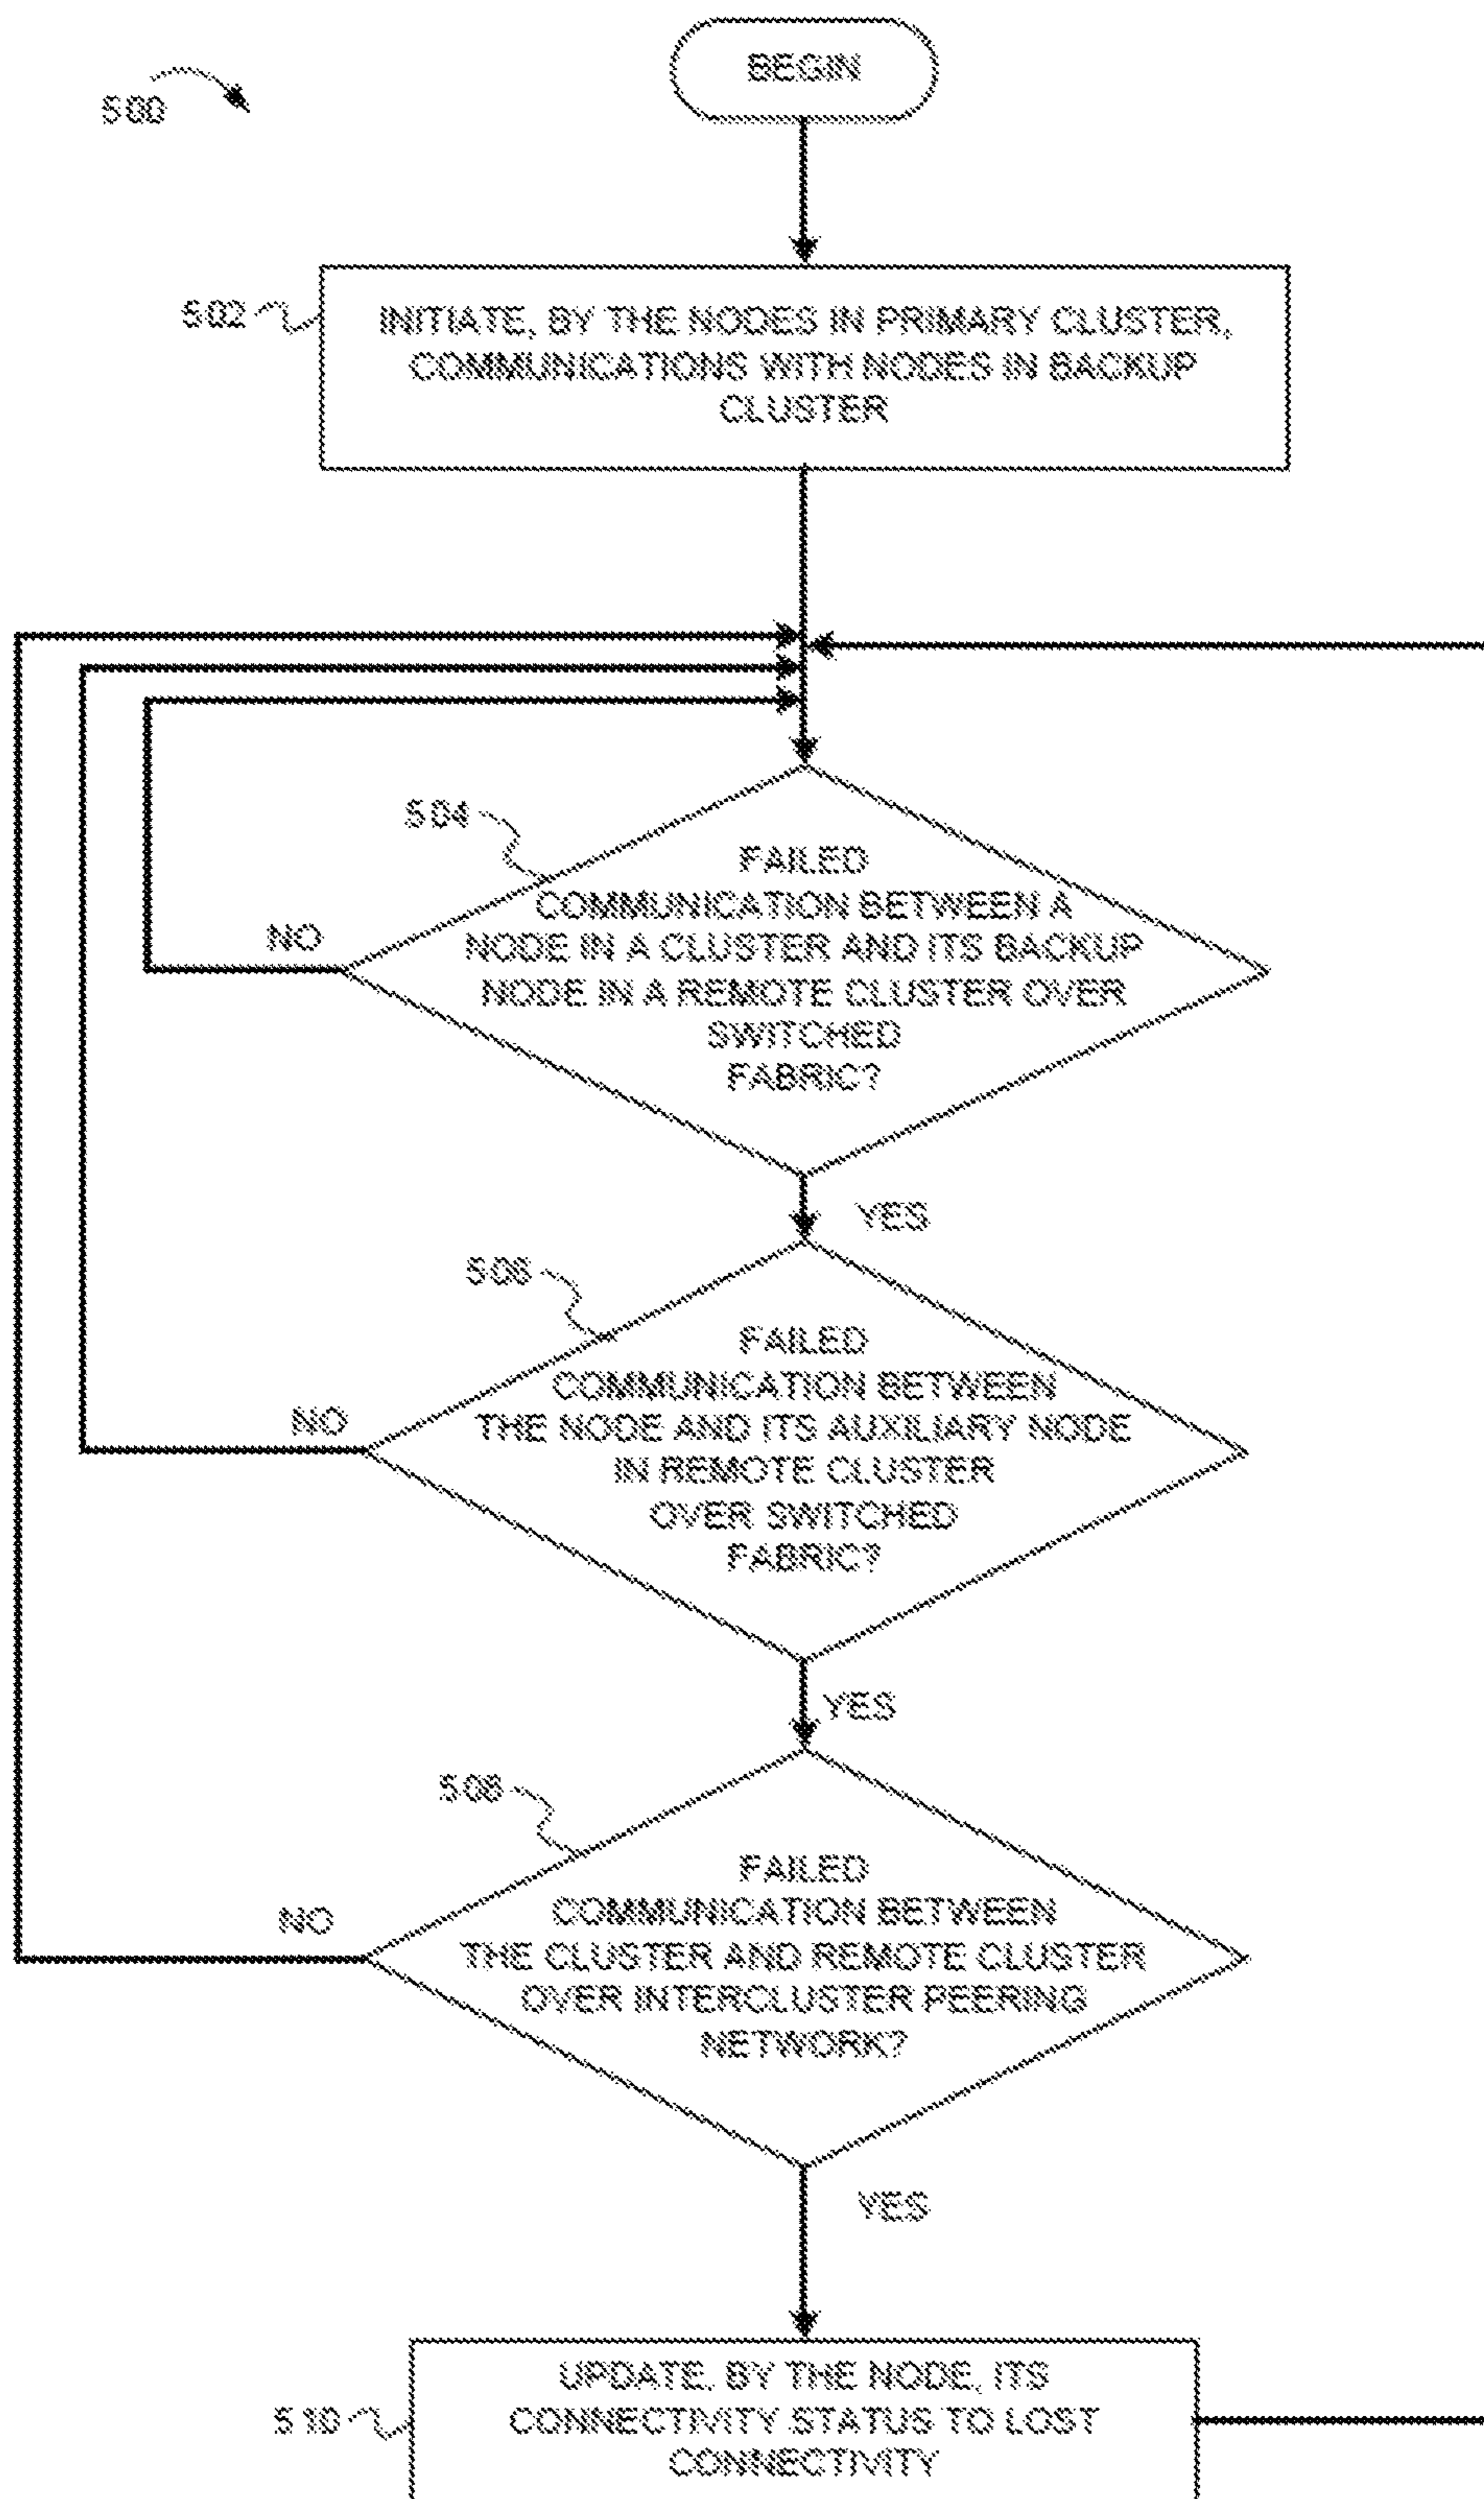 BEGIN
500
502
INITIATE, BY THE NODES IN PRIMARY CLUSTER,
COMMUNICATIONS WITH NODES IN BACKUP
CLUSTER
504
FAILED
COMMUNICATION BETWEEN A
NODE IN A CLUSTER AND ITS BACKUP
NODE IN A REMOTE CLUSTER OVER
SWITCHED
FABRIC?
NO
YES
506
FAILED
COMMUNICATION BETWEEN
THE NODE AND ITS AUXILIARY NODE
IN REMOTE CLUSTER
OVER SWITCHED
FABRIC?
NO
YES
508
FAILED
COMMUNICATION BETWEEN
THE CLUSTER AND REMOTE CLUSTER
OVER INTERCLUSTER PEERING
NETWORK?
NO
YES
510
UPDATE, BY THE NODE, ITS
CONNECTIVITY STATUS TO LOST
CONNECTIVITY